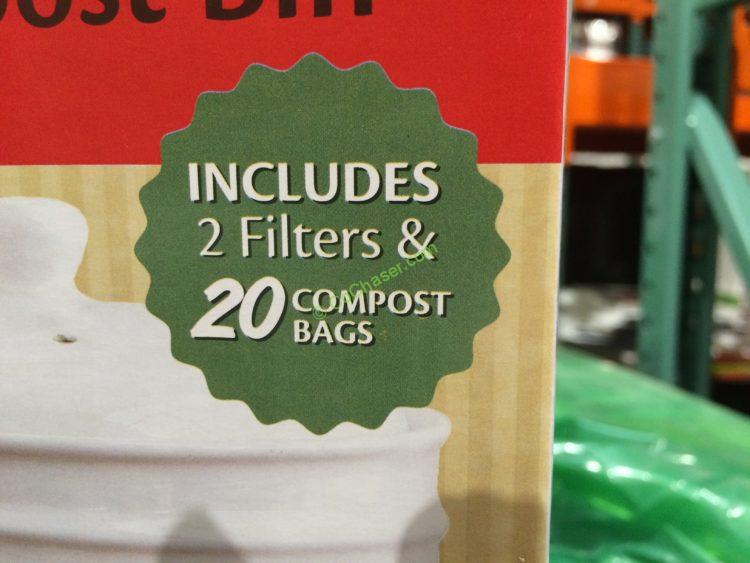 INCLUDES
2 Filters &
20 COMPOST
BAGS